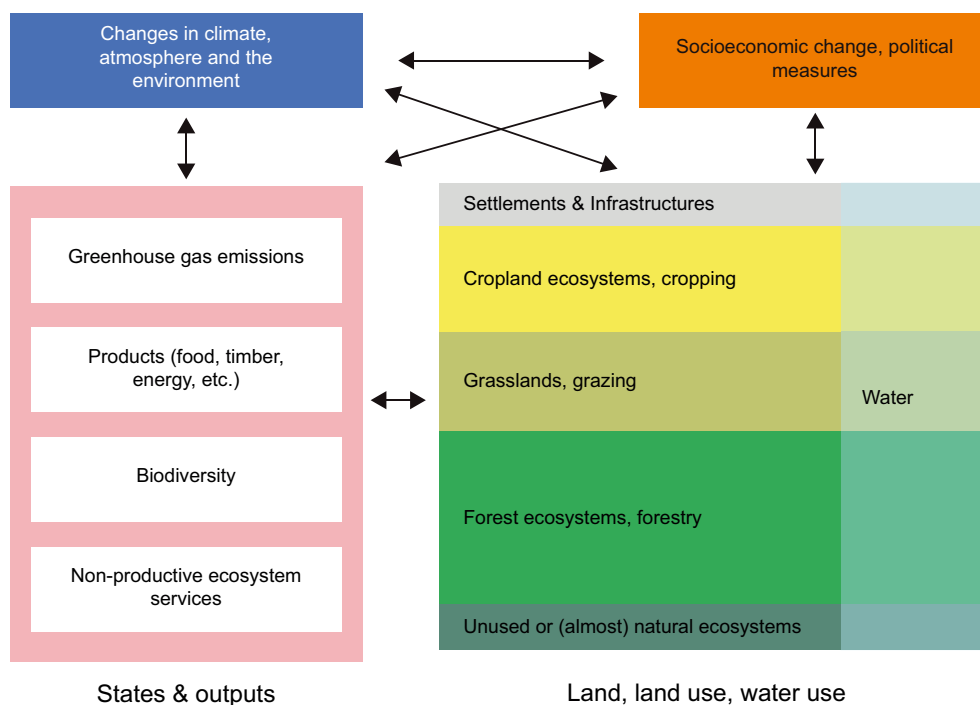 Changes in climate,
atmosphere and the
environment
Socioeconomic change, political
measures
Greenhouse gas emissions
Products (food, timber,
energy, etc.)
Biodiversity
Non-productive ecosystem
services
States & outputs
Settlements & Infrastructures
Cropland ecosystems, cropping
Grasslands, grazing
Water
Forest ecosystems, forestry
Unused or (almost) natural ecosystems
Land, land use, water use